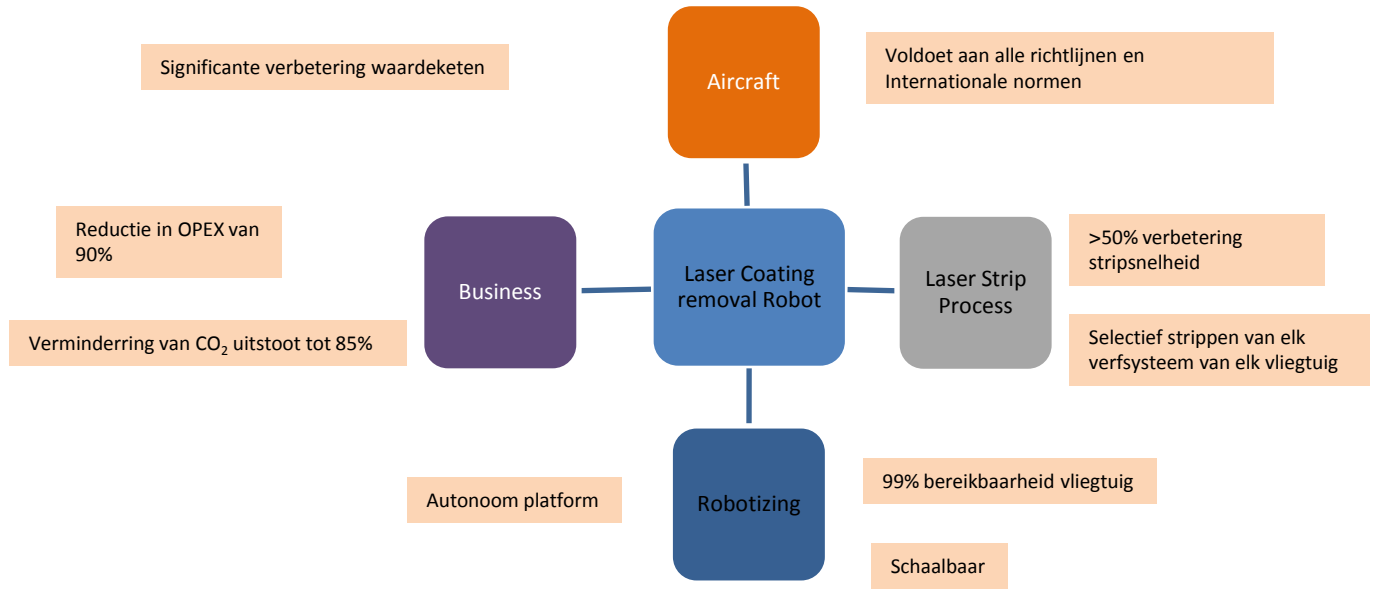 Significante verbetering waardeketen
Aircraft
Voldoet aan alle richtlijnen en
Internationale normen
Reductie in OPEX van
90%
Business
Laser Coating
removal Robot
Laser Strip
Process
>50% verbetering
stripsnelheid
Verminderring van CO₂ uitstoot tot 85%
Selectief strippen van elk
verfsysteem van elk vliegtuig
Autonoom platform
Robotizing
99% bereikbaarheid vliegtuig
Schaalbaar